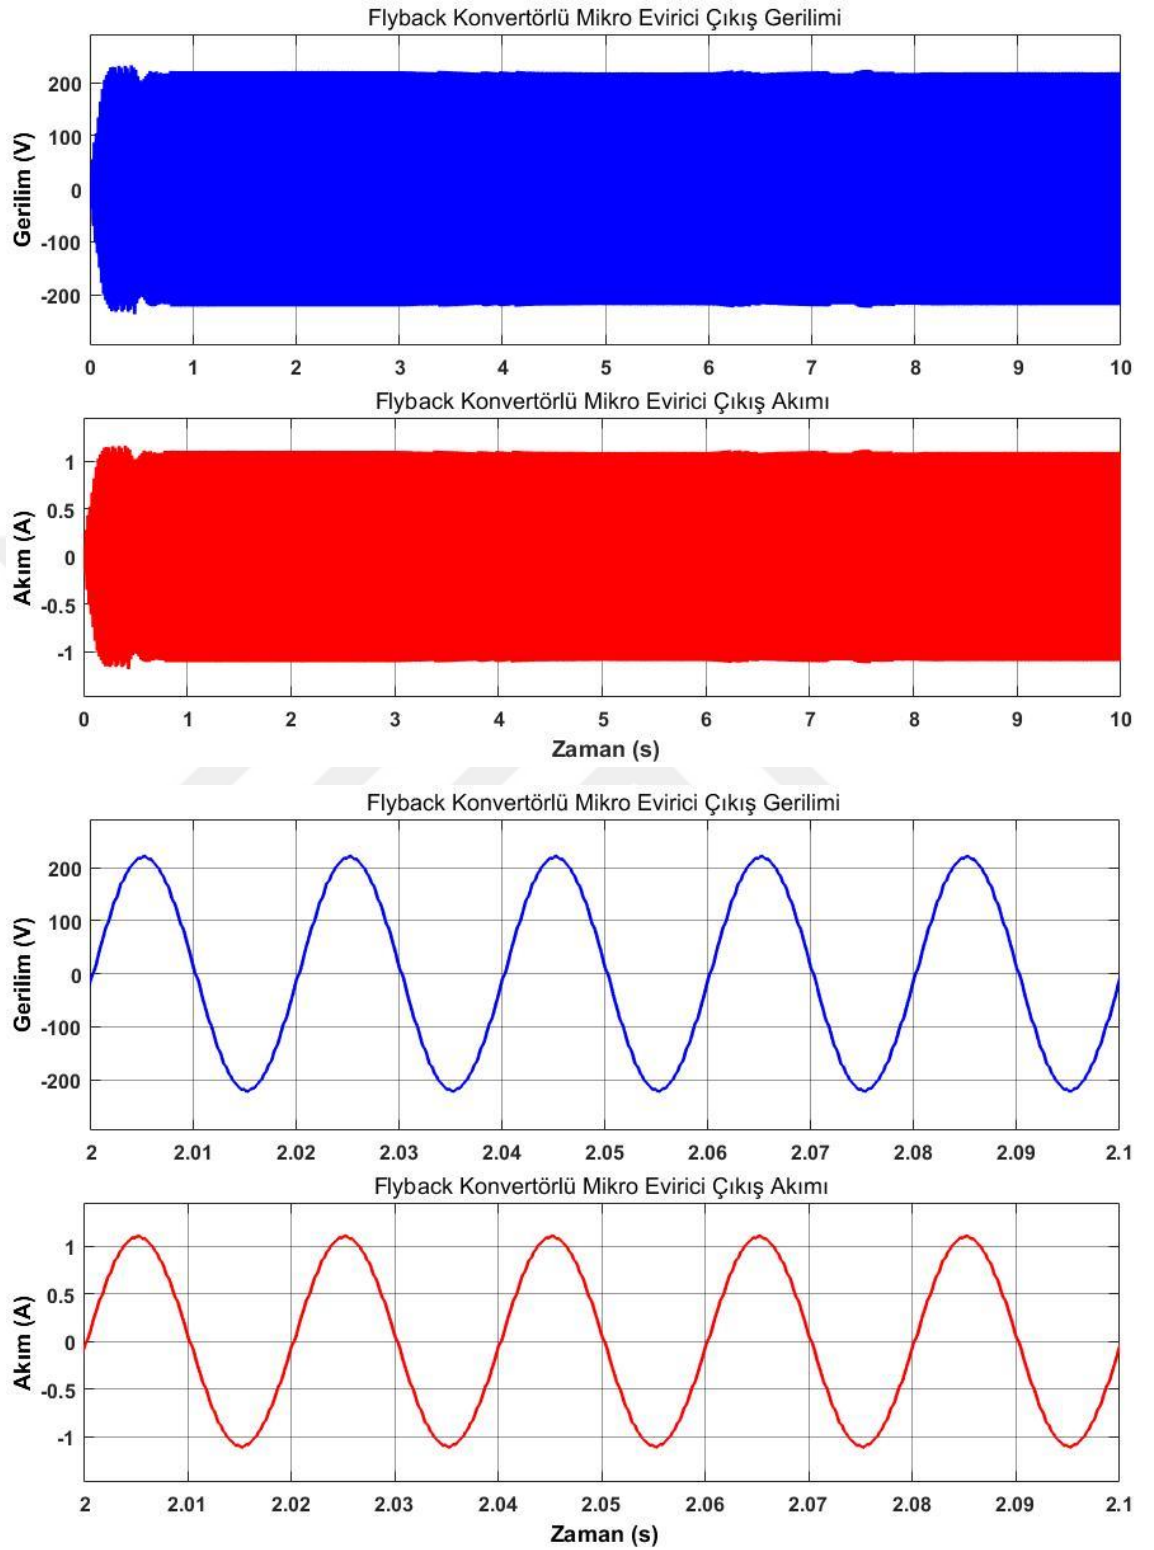 Flyback Konvertörlü Mikro Evirici Çıkış Gerilimi
Gerilim (V)
200
100
0
-100
-200
0 1 2 3 4 5 6 7 8 9 10
Flyback Konvertörlü Mikro Evirici Çıkış Akımı
Akım (A)
1
0.5
0
-0.5
-1
0 1 2 3 4 5 6 7 8 9 10
Zaman (s)
Flyback Konvertörlü Mikro Evirici Çıkış Gerilimi
Gerilim (V)
200
100
0
-100
-200
2 2.01 2.02 2.03 2.04 2.05 2.06 2.07 2.08 2.09 2.1
Flyback Konvertörlü Mikro Evirici Çıkış Akımı
Akım (A)
1
0.5
0
-0.5
-1
2 2.01 2.02 2.03 2.04 2.05 2.06 2.07 2.08 2.09 2.1
Zaman (s)